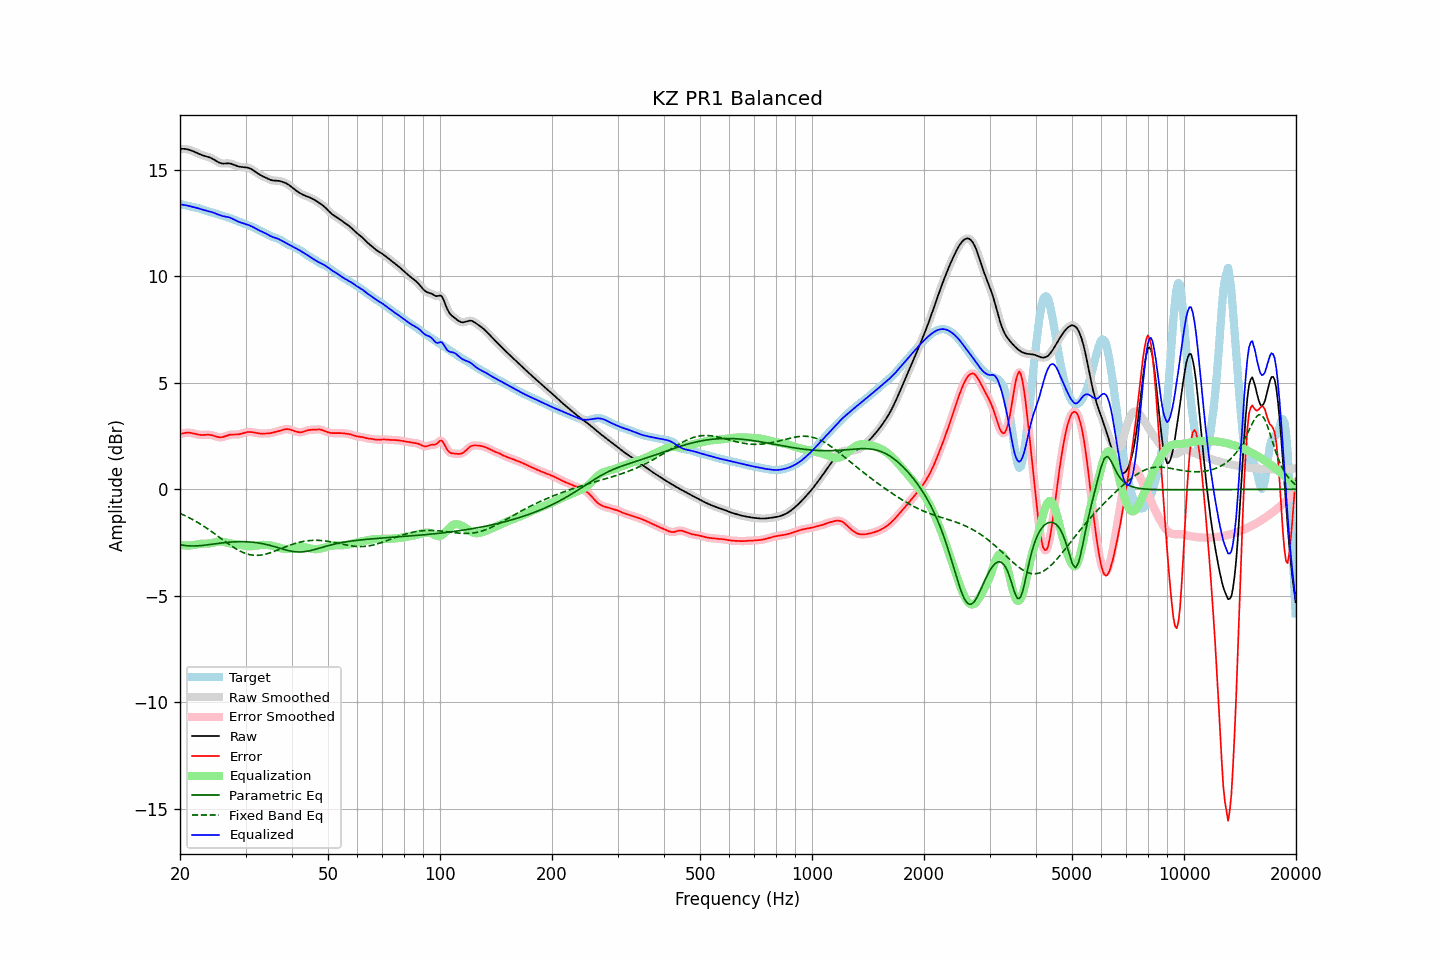 KZ PR1 Balanced
Amplitude (dBr)
15
10
5
0
−5
−10
−15
Target
Raw Smoothed
Error Smoothed
Raw
Error
Equalization
Parametric Eq
Fixed Band Eq
Equalized
20
50
100
200
500
1000
2000
5000
10000
20000
Frequency (Hz)